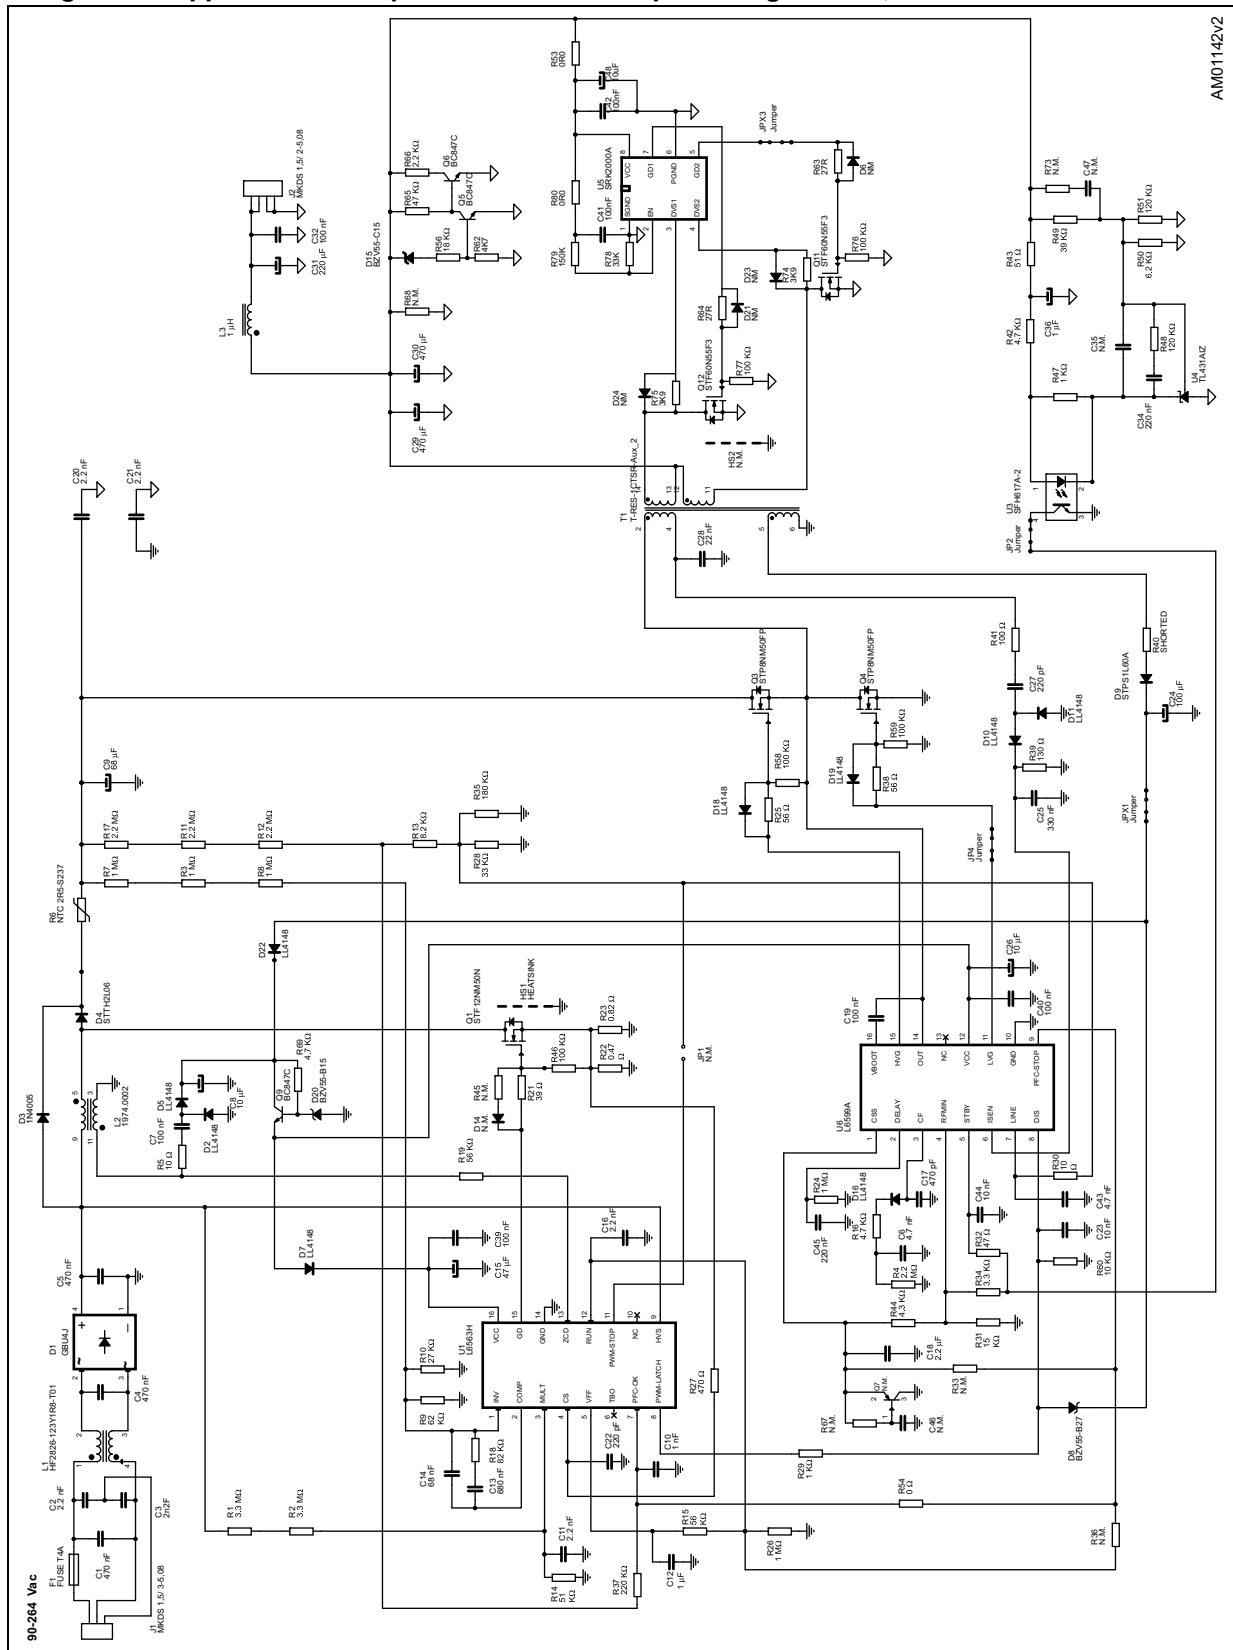 AM01142v2
90-264 Vac
J1
MKDS 1,5/ 3-5,08
F1
FUSE T4A
C1
470 nF
C2
2.2 nF
C3
2n2F
L1
HF2826-123Y1R8-T01
C4
470 nF
D1
GBU4J
C5
470 nF
D3
1N4005
L2
1974.0002
D4
STTH2L06
R6
NTC 2R5-S237
R7
1 MΩ
R3
1 MΩ
R8
1 MΩ
R17
2.2 MΩ
R11
2.2 MΩ
R12
2.2 MΩ
C9
68 µF
C20
2.2 nF
C21
2.2 nF
R1
3.3 MΩ
R2
3.3 MΩ
R5
10 Ω
C7
100 nF
D2
LL4148
D5
LL4148
C8
10 µF
Q9
BC847C
R69
4.7 KΩ
D20
BZV55-B15
D22
LL4148
D7
LL4148
R19
56 KΩ
R13
8.2 KΩ
R28
33 KΩ
R35
180 KΩ
Q1
STF12NM50N
HS1
HEATSINK
R45
N.M.
D14
N.M.
R21
39 Ω
R46
100 KΩ
R22
0.47
Ω
R23
0.82 Ω
JP1
N.M.
C15
47 µF
C39
100 nF
C16
2.2 nF
U1
L6563H
INV
COMP
MULT
CS
VFF
TBO
PFC-OK
PWM-LATCH
VCC
GD
GND
ZCD
RUN
PWM-STOP
NC
HVS
R9
62
KΩ
R10
27 KΩ
C14
68 nF
C13
680 nF
R18
82 KΩ
C22
220 pF
C10
1 nF
R27
470 Ω
C11
2.2 nF
R14
51
KΩ
R37
220 KΩ
C12
1 µF
R15
56
KΩ
R26
1 MΩ
R29
1 KΩ
R54
0 Ω
R36
N.M.
R33
N.M.
R67
N.M.
Q7
N.M.
C46
N.M.
C18
2.2 µF
R44
4.3 KΩ
R31
15
KΩ
R34
3.3 KΩ
R32
47 Ω
C44
10 nF
R4
2.2
MΩ
C6
4.7 nF
R16
4.7 KΩ
D16
LL4148
C17
470 pF
C45
220 nF
R24
1 MΩ
U6
L6599A
CSS
DELAY
CF
RFMIN
STBY
ISEN
LINE
DIS
VBOOT
HVG
OUT
NC
VCC
LVG
GND
PFC-STOP
R30
10
Ω
C43
4.7 nF
C23
10 nF
R60
10 KΩ
D8
BZV55-B27
C19
100 nF
C40
100 nF
C26
10 µF
JP4
Jumper
D18
LL4148
R25
56 Ω
R58
100 KΩ
Q3
STP8NM50FP
D19
LL4148
R38
56 Ω
R59
100 KΩ
Q4
STP8NM50FP
C25
330 nF
R39
130 Ω
D10
LL4148
D11
LL4148
C27
220 pF
R41
100 Ω
JPX1
Jumper
C24
100 µF
D9
STPS1L60A
R40
SHORTED
C28
22 nF
T1
T-RES-1CTSR-Aux_2
HS2
N.M.
D24
NM
R75
3K9
Q12
STF60N55F3
R77
100 KΩ
R64
27R
D21
NM
D23
NM
R74
3K9
Q11
STF60N55F3
R76
100 KΩ
R63
27R
D6
NM
JPX3
Jumper
U5
SRK2000A
SGND
EN
DVS1
DVS2
VCC
GD1
PGND
GD2
R79
150K
R78
33K
C41
100nF
R80
0R0
C42
100nF
C48
10uF
R53
0R0
L3
1 µH
C31
220 µF
C32
100 nF
J2
MKDS 1,5/ 2-5,08
C29
470 µF
C30
470 µF
R68
N.M.
D15
BZV55-C15
R56
18 KΩ
R62
4K7
R65
47 KΩ
Q5
BC847C
R66
2.2 KΩ
Q6
BC847C
JP2
Jumper
U3
SFH617A-2
R47
1 KΩ
R42
4.7 KΩ
C36
1 µF
R43
51 Ω
C34
220 nF
C35
N.M.
R48
120 KΩ
U4
TL431AIZ
R49
39 KΩ
R50
6.2 KΩ
R51
120 KΩ
R73
N.M.
C47
N.M.